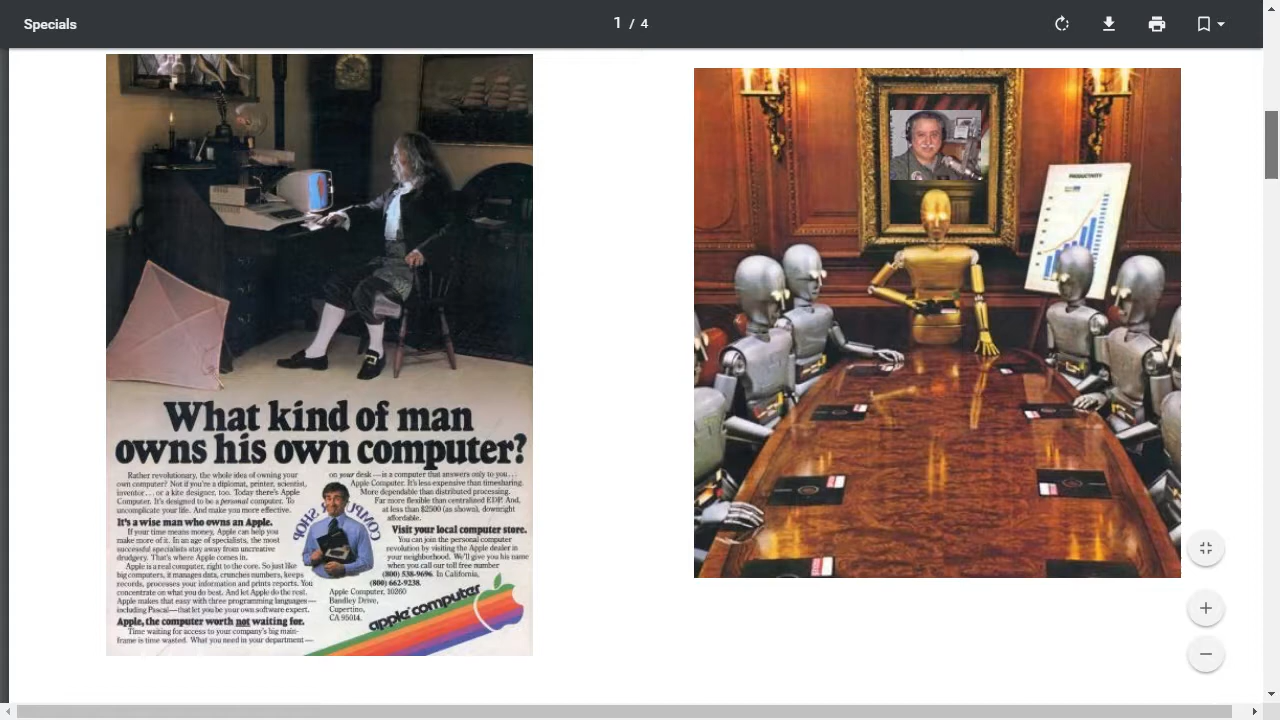 Specials
1 / 4
What kind of man
owns his own computer?
Rather revolutionary, the whole idea of owning your
own computer? Not if you're a diplomat, printer, scientist,
inventor... or a kite designer, too. Today there's Apple
Computer. It's designed to be a personal computer. To
uncomplicate your life. And make you more effective.
It's a wise man who owns an Apple.
If your time means money, Apple can help you
make more of it. In an age of specialists, the most
successful specialists stay away from uncreative
drudgery. That's where Apple comes in.
Apple is a real computer, right to the core. So just like
big computers, it manages data, crunches numbers, keeps
records, processes your information and prints reports. You
concentrate on what you do best. And let Apple do the rest.
Apple makes that easy with three programming languages—
including Pascal—that let you be your own software expert.
Apple, the computer worth not waiting for.
Time waiting for access to your company's big main-
frame is time wasted. What you need in your department—
on your desk—is a computer that answers only to you...
Apple Computer. It's less expensive than timesharing.
More dependable than distributed processing.
Far more flexible than centralized EDP. And,
at less than $2500 (as shown), downright
affordable.
Visit your local computer store.
You can join the personal computer
revolution by visiting the Apple dealer in
your neighborhood. We'll give you his name
when you call our toll free number
(800) 538-9696. In California,
(800) 662-9238.
Apple Computer, 10260
Bandley Drive,
Cupertino,
CA 95014.
COMPU SHOP
apple computer
PRODUCTIVITY